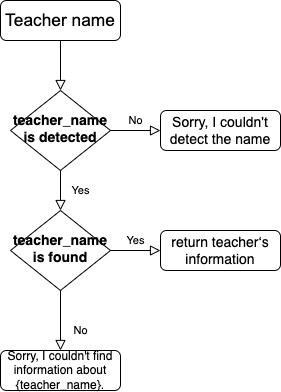 Teacher name
teacher_name
is detected
No
Sorry, I couldn't
detect the name
Yes
teacher_name
is found
Yes
return teacher's
information
No
Sorry, I couldn't find
information about
{teacher_name}.